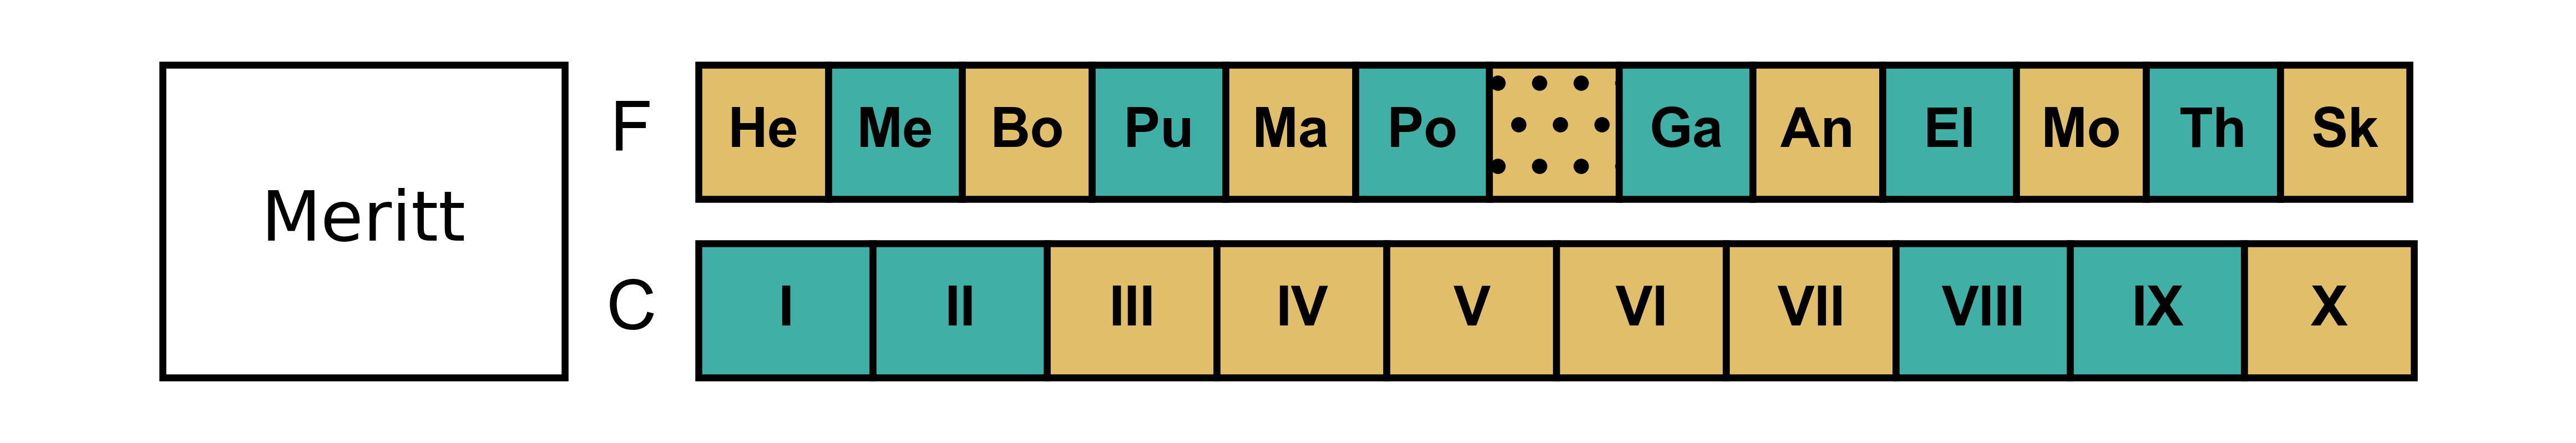 Meritt
F He Me Bo Pu Ma Po Ga An El Mo Th Sk
C I II III IV V VI VII VIII IX X